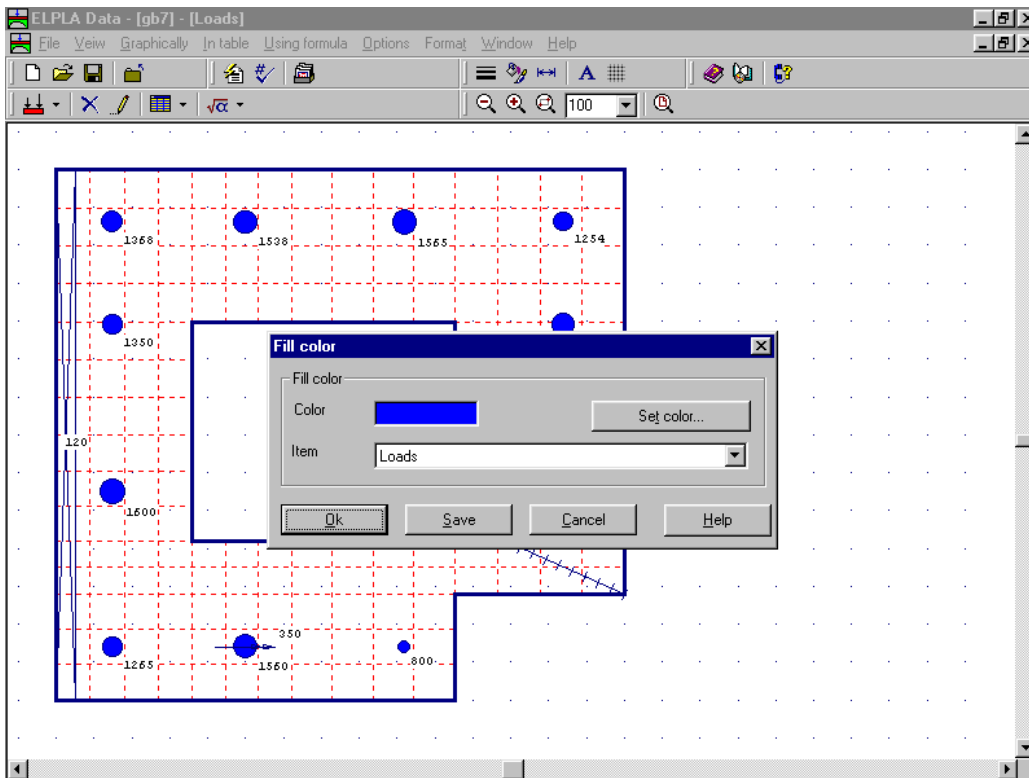 ELPLA Data - [gb7] - [Loads]
File Veiw Graphically In table Using formula Options Format Window Help
100
1368 1538 1565 1254
1350
Fill color
Fill color
Color Set color...
Item Loads
120
Ok Save Cancel Help
1600
350
1265 1560 800